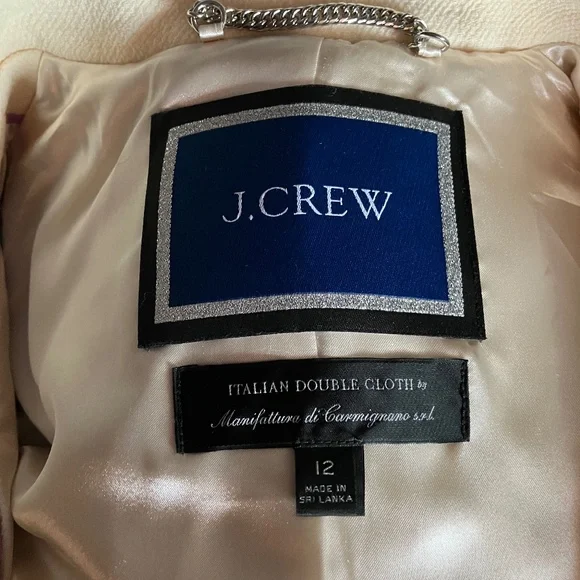 J.CREW
ITALIAN DOUBLE CLOTH by
Manifattura di Carmignano s.r.l.
12
MADE IN
SRI LANKA